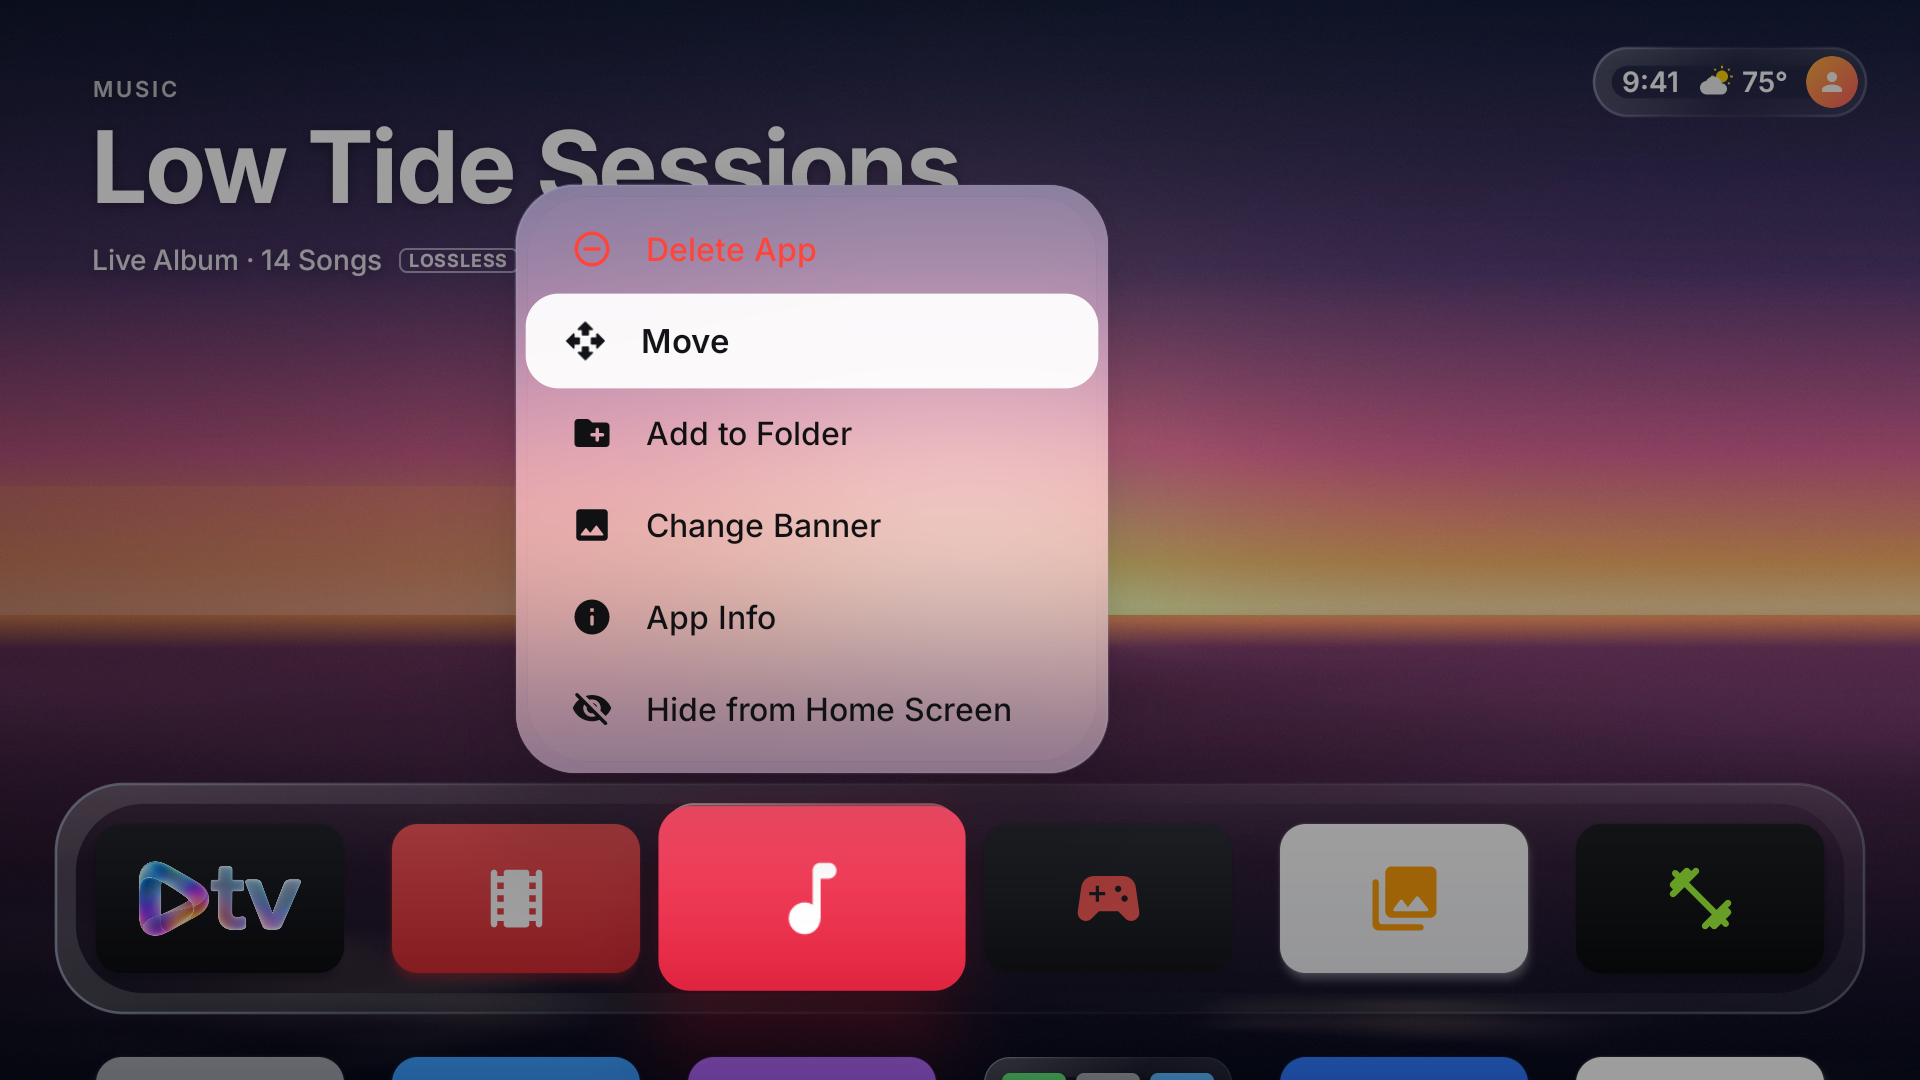 MUSIC
Low Tide Sessions
Live Album · 14 Songs LOSSLESS
9:41 75°
Delete App
Move
Add to Folder
Change Banner
App Info
Hide from Home Screen
tv